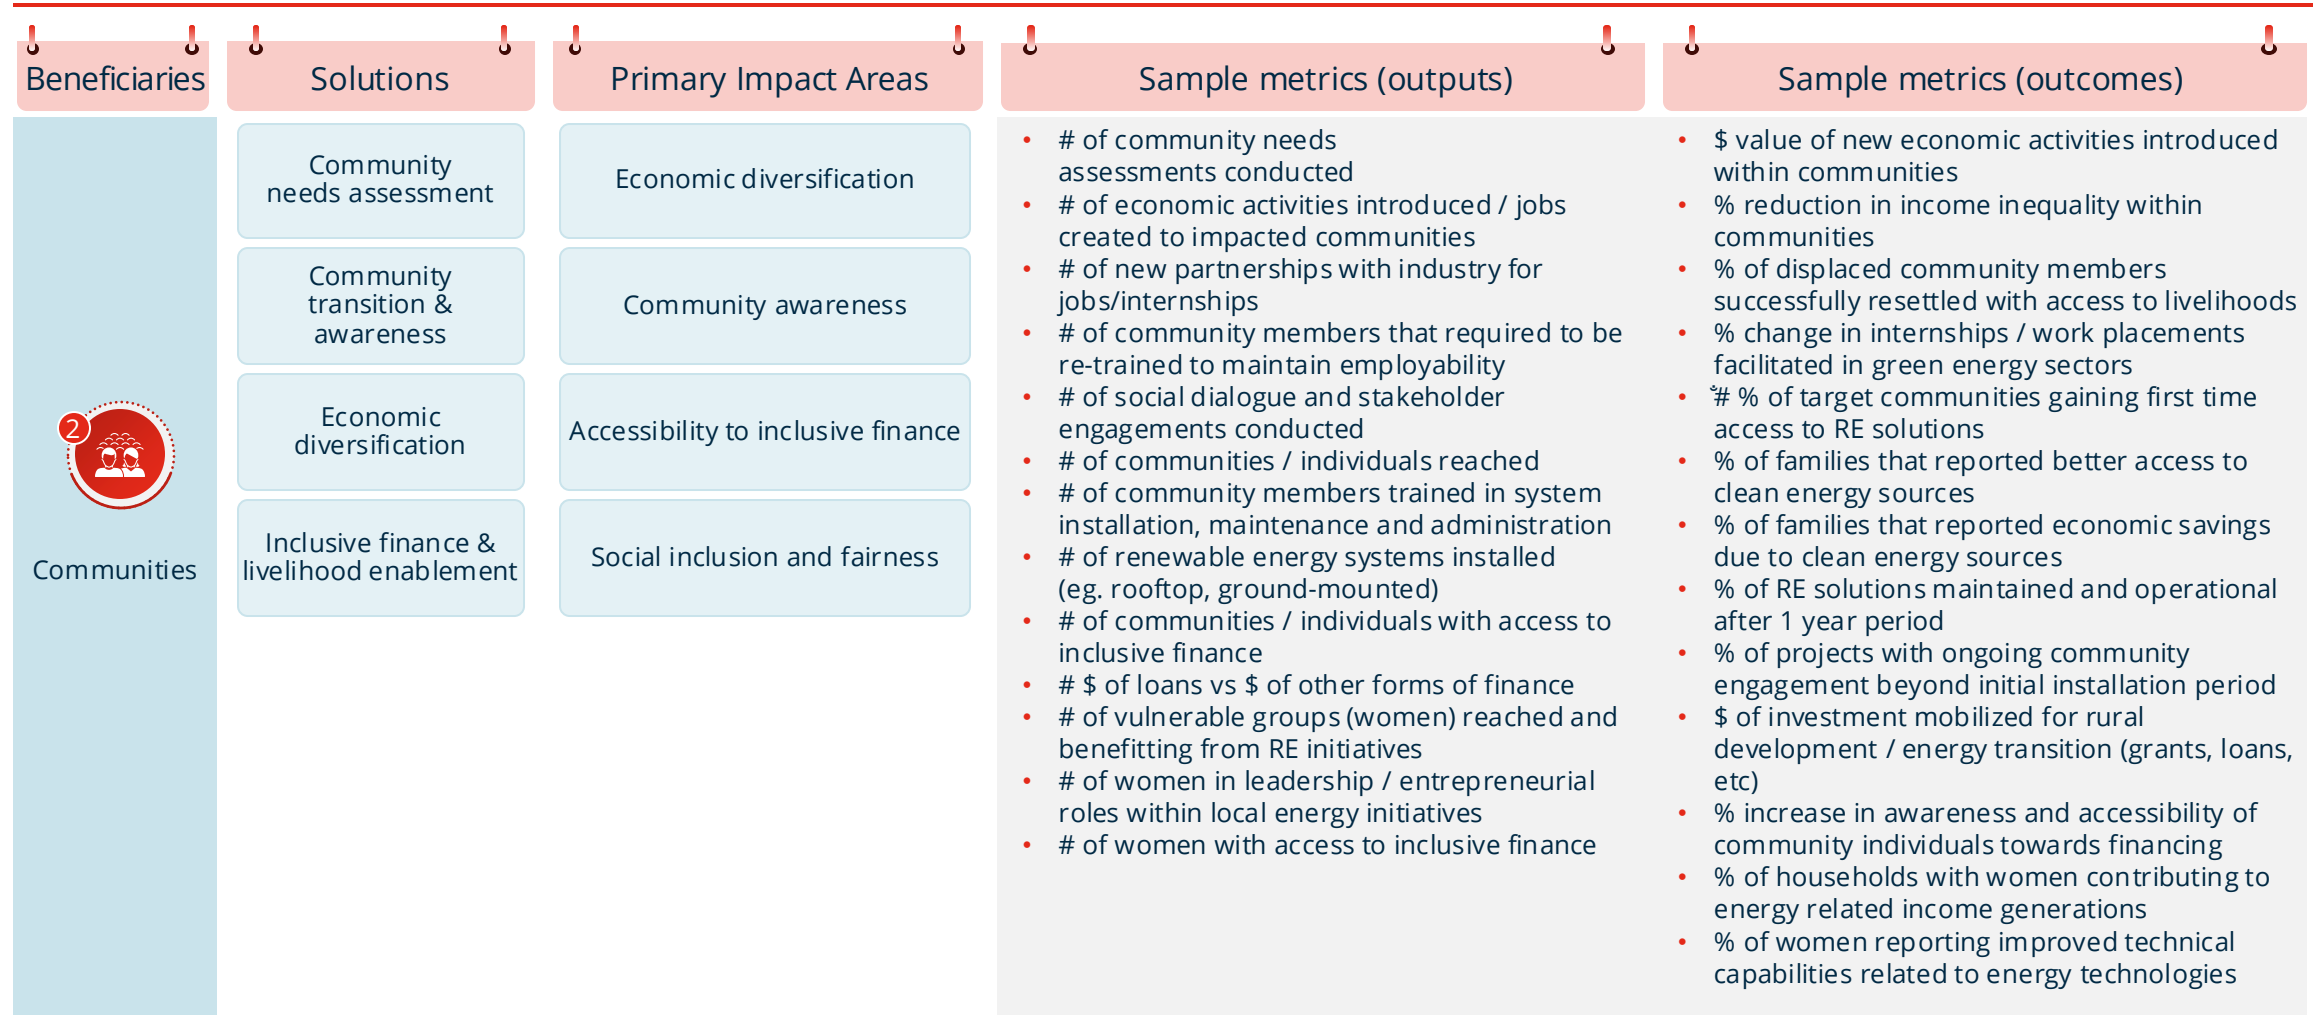 Beneficiaries
Solutions
Primary Impact Areas
Sample metrics (outputs)
Sample metrics (outcomes)
2
Communities
Community
needs assessment
Community
transition &
awareness
Economic
diversification
Inclusive finance &
livelihood enablement
Economic diversification
Community awareness
Accessibility to inclusive finance
Social inclusion and fairness
• # of community needs
assessments conducted
• # of economic activities introduced / jobs
created to impacted communities
• # of new partnerships with industry for
jobs/internships
• # of community members that required to be
re-trained to maintain employability
• # of social dialogue and stakeholder
engagements conducted
• # of communities / individuals reached
• # of community members trained in system
installation, maintenance and administration
• # of renewable energy systems installed
(eg. rooftop, ground-mounted)
• # of communities / individuals with access to
inclusive finance
• # $ of loans vs $ of other forms of finance
• # of vulnerable groups (women) reached and
benefitting from RE initiatives
• # of women in leadership / entrepreneurial
roles within local energy initiatives
• # of women with access to inclusive finance
• $ value of new economic activities introduced
within communities
• % reduction in income inequality within
communities
• % of displaced community members
successfully resettled with access to livelihoods
• % change in internships / work placements
facilitated in green energy sectors
• # % of target communities gaining first time
access to RE solutions
• % of families that reported better access to
clean energy sources
• % of families that reported economic savings
due to clean energy sources
• % of RE solutions maintained and operational
after 1 year period
• % of projects with ongoing community
engagement beyond initial installation period
• $ of investment mobilized for rural
development / energy transition (grants, loans,
etc)
• % increase in awareness and accessibility of
community individuals towards financing
• % of households with women contributing to
energy related income generations
• % of women reporting improved technical
capabilities related to energy technologies